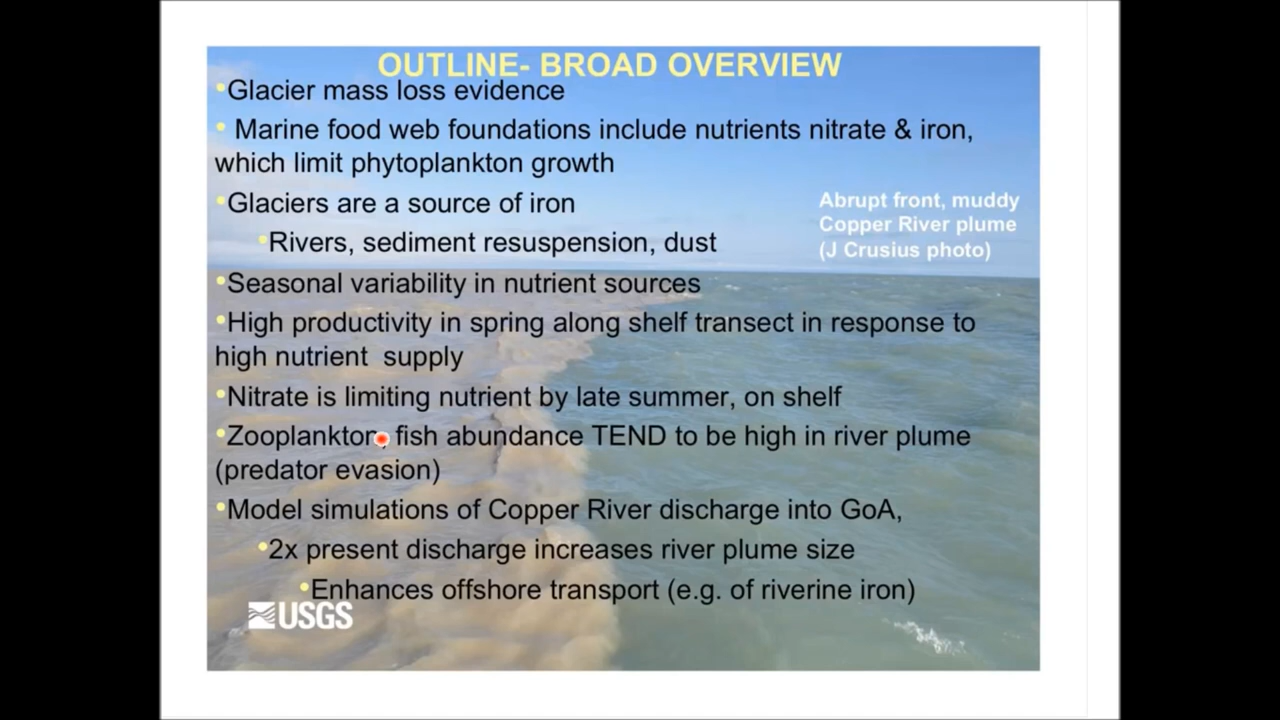 OUTLINE- BROAD OVERVIEW
•Glacier mass loss evidence
• Marine food web foundations include nutrients nitrate & iron,
which limit phytoplankton growth
•Glaciers are a source of iron
•Rivers, sediment resuspension, dust
Abrupt front, muddy
Copper River plume
(J Crusius photo)
•Seasonal variability in nutrient sources
•High productivity in spring along shelf transect in response to
high nutrient  supply
•Nitrate is limiting nutrient by late summer, on shelf
•Zooplankton, fish abundance TEND to be high in river plume
(predator evasion)
•Model simulations of Copper River discharge into GoA,
•2x present discharge increases river plume size
•Enhances offshore transport (e.g. of riverine iron)
USGS